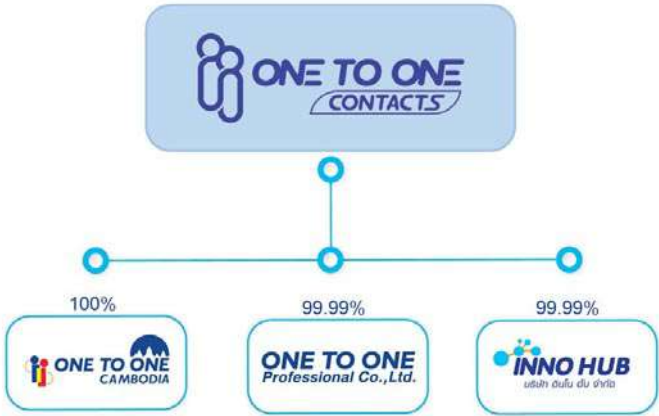 ONE TO ONE
CONTACTS
100%
99.99%
99.99%
ONE TO ONE
CAMBODIA
ONE TO ONE
Professional Co.,Ltd.
INNO HUB
บริษัท อินโน ฮับ จำกัด